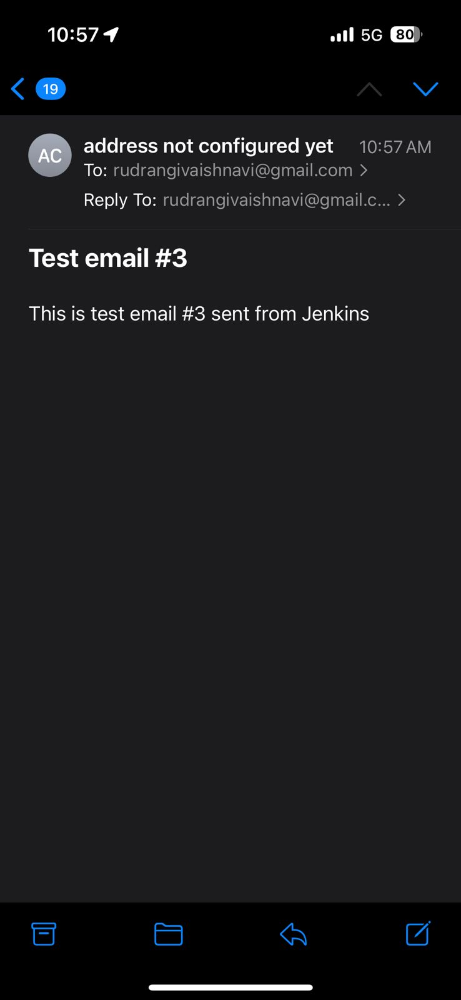 10:57 5G 80
19
AC address not configured yet 10:57 AM
To: rudrangivaishnavi@gmail.com
Reply To: rudrangivaishnavi@gmail.c...
Test email #3
This is test email #3 sent from Jenkins